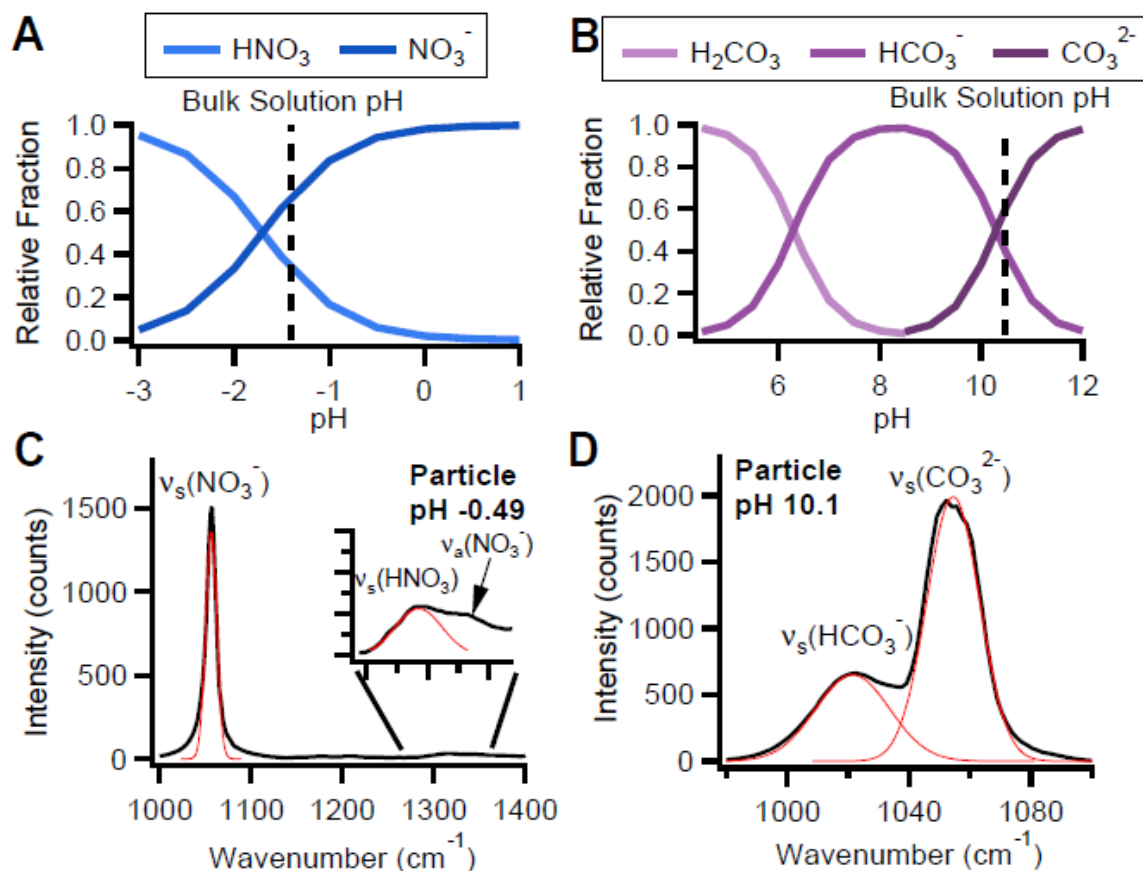 A
HNO₃ NO₃⁻
Bulk Solution pH
Relative Fraction
1.0
0.8
0.6
0.4
0.2
0.0
-3 -2 -1 0 1
pH
B
H₂CO₃ HCO₃⁻ CO₃²⁻
Bulk Solution pH
Relative Fraction
1.0
0.8
0.6
0.4
0.2
0.0
6 8 10 12
pH
C
νs(NO₃⁻)
Particle
pH -0.49
νa(NO₃⁻)
νs(HNO₃)
Intensity (counts)
1500
1000
500
0
1000 1100 1200 1300 1400
Wavenumber (cm⁻¹)
D
Particle
pH 10.1
νs(CO₃²⁻)
νs(HCO₃⁻)
Intensity (counts)
2000
1500
1000
500
0
1000 1040 1080
Wavenumber (cm⁻¹)